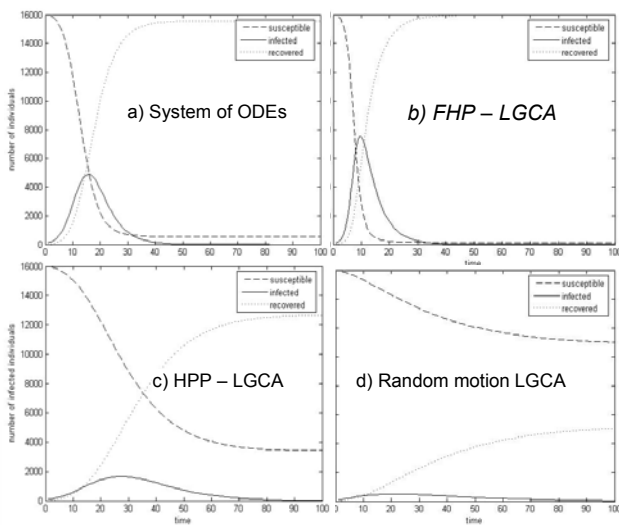 16000
14000
12000
10000
8000
6000
4000
2000
0
number of individuals
susceptible
infected
recovered
a) System of ODEs
0 10 20 30 40 50 60 70 80 90 100
susceptible
infected
recovered
b) FHP – LGCA
0 10 20 30 40 50 60 70 80 90 100
time
16000
14000
12000
10000
8000
6000
4000
2000
0
number of infected individuals
susceptible
infected
recovered
c) HPP – LGCA
0 10 20 30 40 50 60 70 80 90 100
time
susceptible
infected
recovered
d) Random motion LGCA
0 10 20 30 40 50 60 70 80 90 100
time